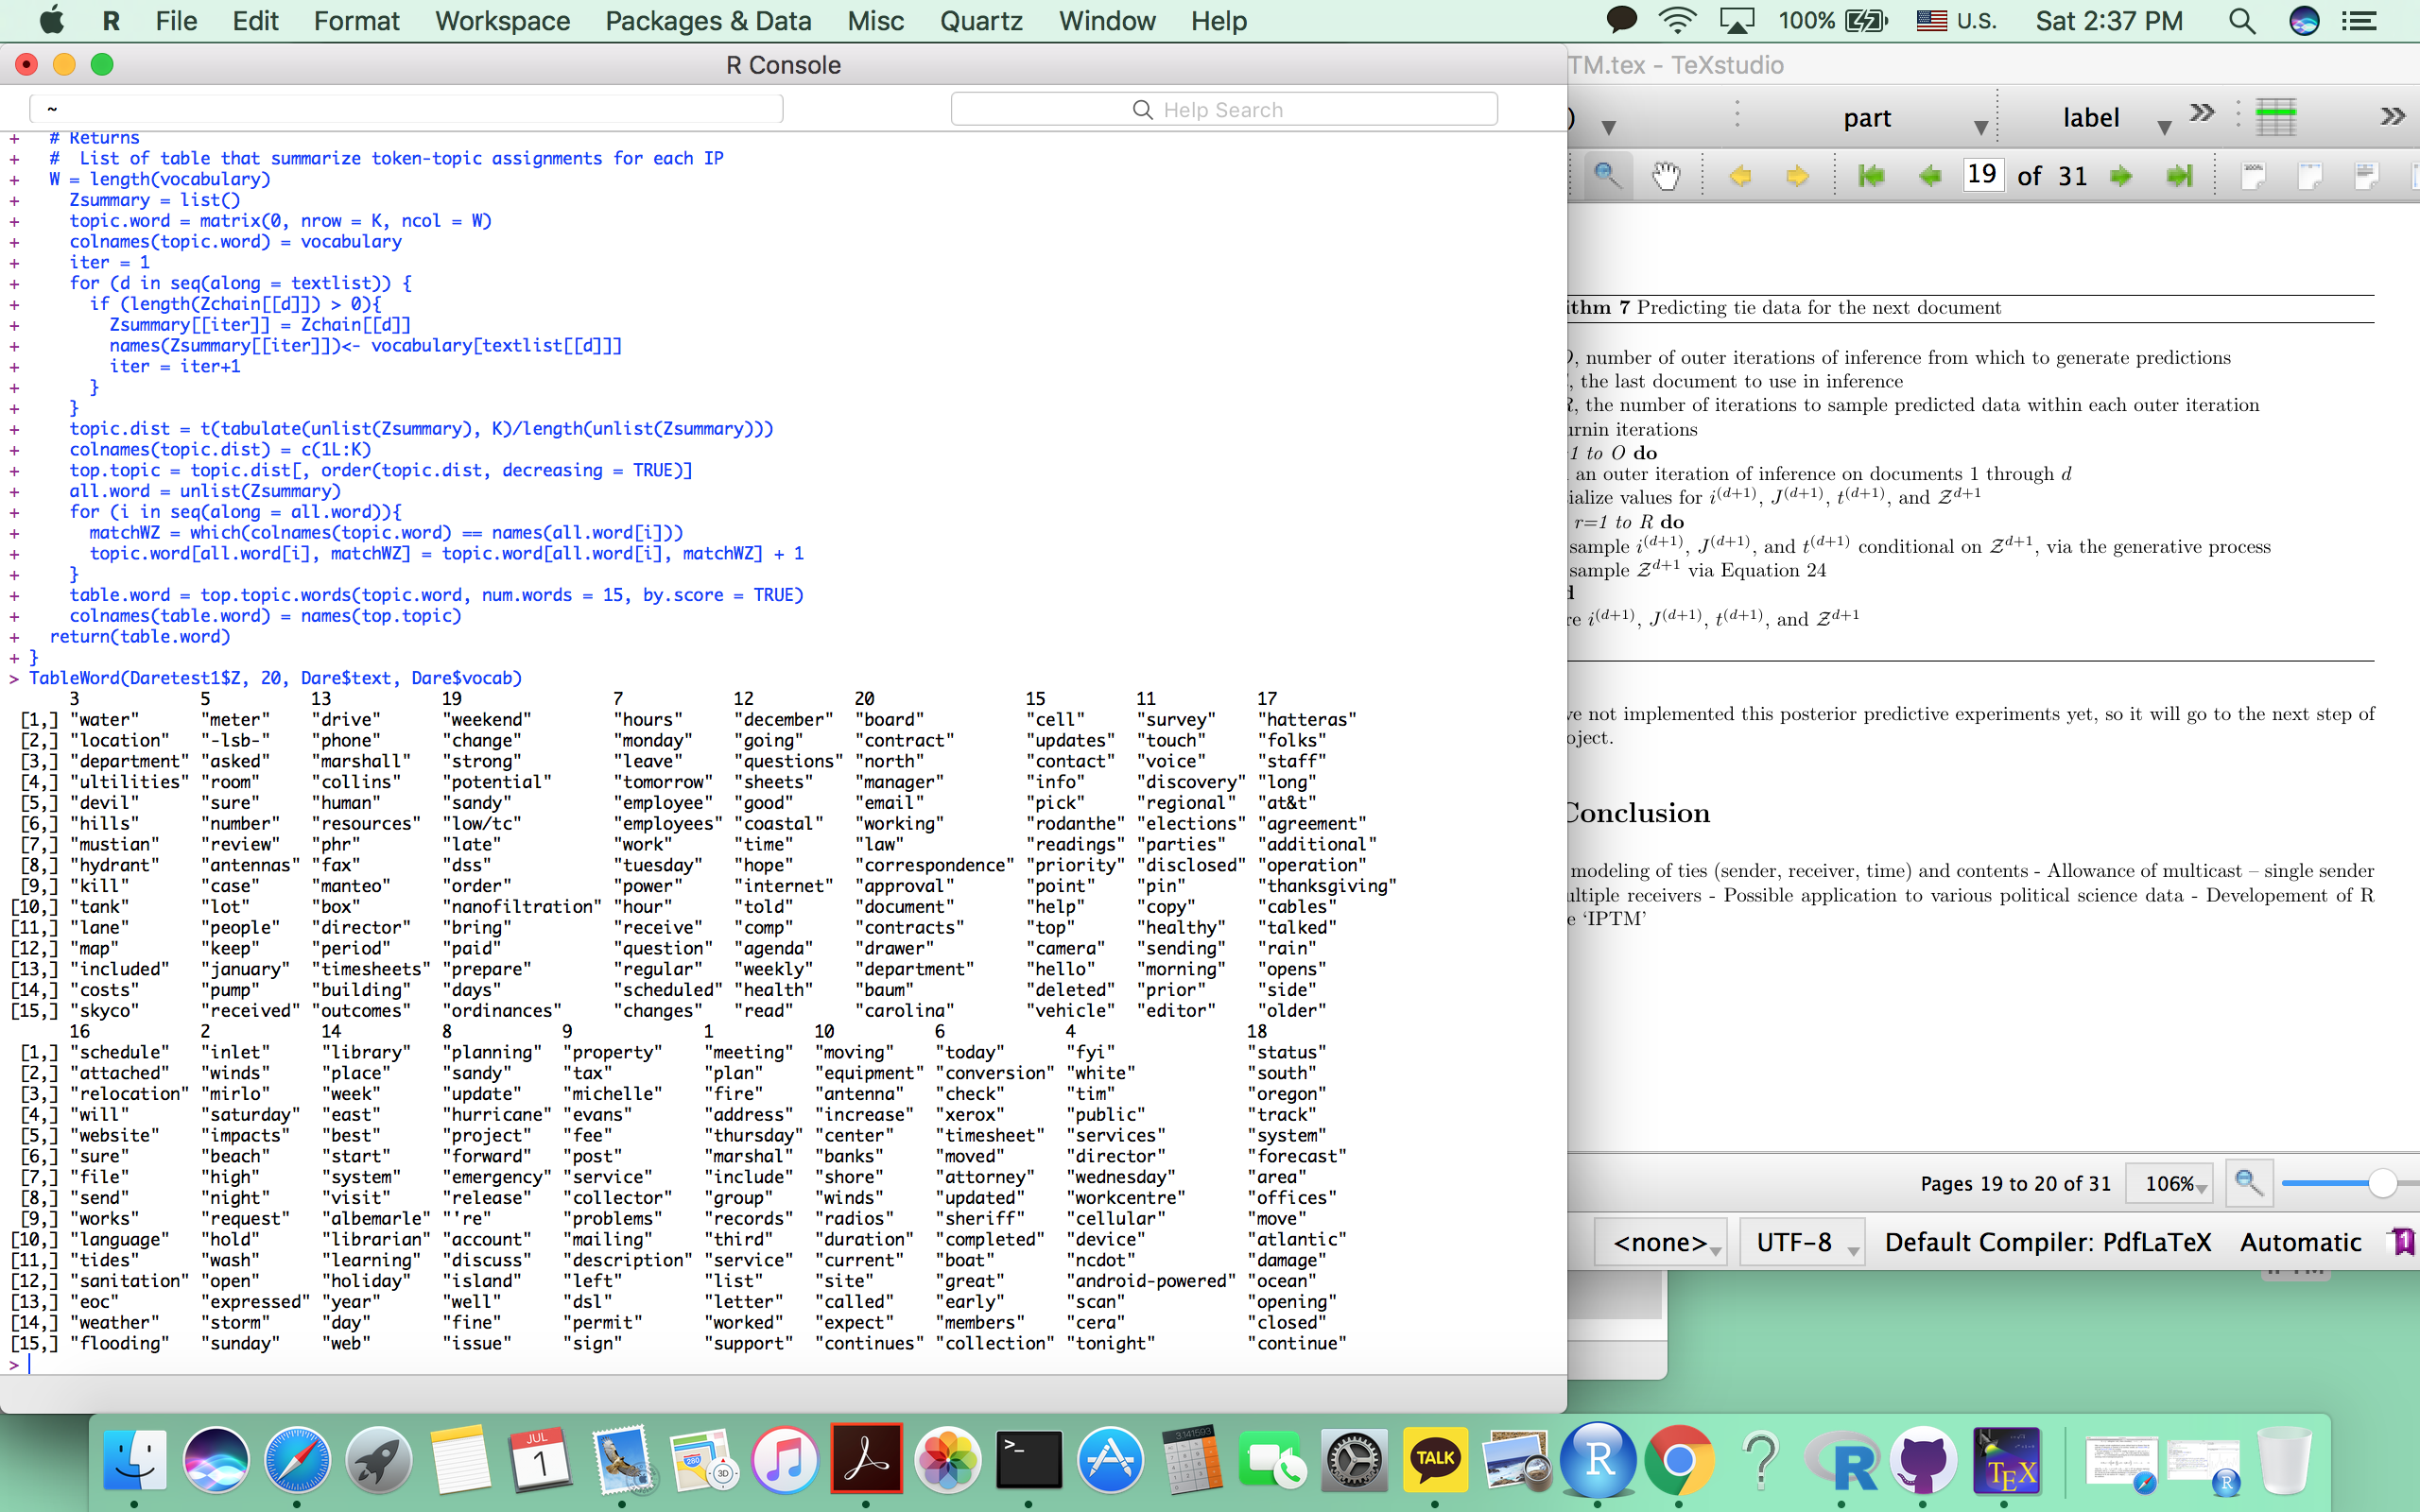 R File Edit Format Workspace Packages & Data Misc Quartz Window Help 100% U.S. Sat 2:37 PM
R Console
TM.tex - TeXstudio
~
Help Search
) part label
19 of 31
+   # Returns
+   #  List of table that summarize token-topic assignments for each IP
+   W = length(vocabulary)
+     Zsummary = list()
+     topic.word = matrix(0, nrow = K, ncol = W)
+     colnames(topic.word) = vocabulary
+     iter = 1
+     for (d in seq(along = textlist)) {
+       if (length(Zchain[[d]]) > 0){
+         Zsummary[[iter]] = Zchain[[d]]
+         names(Zsummary[[iter]])<- vocabulary[textlist[[d]]]
+         iter = iter+1
+       }
+     }
+     topic.dist = t(tabulate(unlist(Zsummary), K)/length(unlist(Zsummary)))
+     colnames(topic.dist) = c(1L:K)
+     top.topic = topic.dist[, order(topic.dist, decreasing = TRUE)]
+     all.word = unlist(Zsummary)
+     for (i in seq(along = all.word)){
+       matchWZ = which(colnames(topic.word) == names(all.word[i]))
+       topic.word[all.word[i], matchWZ] = topic.word[all.word[i], matchWZ] + 1
+     }
+     table.word = top.topic.words(topic.word, num.words = 15, by.score = TRUE)
+     colnames(table.word) = names(top.topic)
+   return(table.word)
+ }
> TableWord(Daretest1$Z, 20, Dare$text, Dare$vocab)
3 5 13 19 7 12 20 15 11 17
[1,] "water" "meter" "drive" "weekend" "hours" "december" "board" "cell" "survey" "hatteras"
[2,] "location" "-lsb-" "phone" "change" "monday" "going" "contract" "updates" "touch" "folks"
[3,] "department" "asked" "marshall" "strong" "leave" "questions" "north" "contact" "voice" "staff"
[4,] "ultilities" "room" "collins" "potential" "tomorrow" "sheets" "manager" "info" "discovery" "long"
[5,] "devil" "sure" "human" "sandy" "employee" "good" "email" "pick" "regional" "at&t"
[6,] "hills" "number" "resources" "low/tc" "employees" "coastal" "working" "rodanthe" "elections" "agreement"
[7,] "mustian" "review" "phr" "late" "work" "time" "law" "readings" "parties" "additional"
[8,] "hydrant" "antennas" "fax" "dss" "tuesday" "hope" "correspondence" "priority" "disclosed" "operation"
[9,] "kill" "case" "manteo" "order" "power" "internet" "approval" "point" "pin" "thanksgiving"
[10,] "tank" "lot" "box" "nanofiltration" "hour" "told" "document" "help" "copy" "cables"
[11,] "lane" "people" "director" "bring" "receive" "comp" "contracts" "top" "healthy" "talked"
[12,] "map" "keep" "period" "paid" "question" "agenda" "drawer" "camera" "sending" "rain"
[13,] "included" "january" "timesheets" "prepare" "regular" "weekly" "department" "hello" "morning" "opens"
[14,] "costs" "pump" "building" "days" "scheduled" "health" "baum" "deleted" "prior" "side"
[15,] "skyco" "received" "outcomes" "ordinances" "changes" "read" "carolina" "vehicle" "editor" "older"
16 2 14 8 9 1 10 6 4 18
[1,] "schedule" "inlet" "library" "planning" "property" "meeting" "moving" "today" "fyi" "status"
[2,] "attached" "winds" "place" "sandy" "tax" "plan" "equipment" "conversion" "white" "south"
[3,] "relocation" "mirlo" "week" "update" "michelle" "fire" "antenna" "check" "tim" "oregon"
[4,] "will" "saturday" "east" "hurricane" "evans" "address" "increase" "xerox" "public" "track"
[5,] "website" "impacts" "best" "project" "fee" "thursday" "center" "timesheet" "services" "system"
[6,] "sure" "beach" "start" "forward" "post" "marshal" "banks" "moved" "director" "forecast"
[7,] "file" "high" "system" "emergency" "service" "include" "shore" "attorney" "wednesday" "area"
[8,] "send" "night" "visit" "release" "collector" "group" "winds" "updated" "workcentre" "offices"
[9,] "works" "request" "albemarle" "'re" "problems" "records" "radios" "sheriff" "cellular" "move"
[10,] "language" "hold" "librarian" "account" "mailing" "third" "duration" "completed" "device" "atlantic"
[11,] "tides" "wash" "learning" "discuss" "description" "service" "current" "boat" "ncdot" "damage"
[12,] "sanitation" "open" "holiday" "island" "left" "list" "site" "great" "android-powered" "ocean"
[13,] "eoc" "expressed" "year" "well" "dsl" "letter" "called" "early" "scan" "opening"
[14,] "weather" "storm" "day" "fine" "permit" "worked" "expect" "members" "cera" "closed"
[15,] "flooding" "sunday" "web" "issue" "sign" "support" "continues" "collection" "tonight" "continue"
>
ithm 7 Predicting tie data for the next document
, number of outer iterations of inference from which to generate predictions
, the last document to use in inference
R, the number of iterations to sample predicted data within each outer iteration
urnin iterations
1 to O do
an outer iteration of inference on documents 1 through d
ialize values for i^(d+1), J^(d+1), t^(d+1), and Z^d+1
r=1 to R do
sample i^(d+1), J^(d+1), and t^(d+1) conditional on Z^d+1, via the generative process
sample Z^d+1 via Equation 24
d
re i^(d+1), J^(d+1), t^(d+1), and Z^d+1
ve not implemented this posterior predictive experiments yet, so it will go to the next step of
oject.
Conclusion
modeling of ties (sender, receiver, time) and contents - Allowance of multicast – single sender
ultiple receivers - Possible application to various political science data - Developement of R
e ‘IPTM’
Pages 19 to 20 of 31 106%
<none> UTF-8 Default Compiler: PdfLaTeX Automatic 1
JUL
1
280
3D
>_
3.141593
TALK
R
?
R
TEX
R